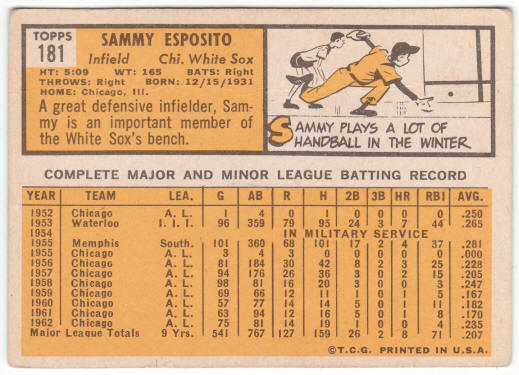 TOPPS
181
SAMMY ESPOSITO
Infield Chi. White Sox
HT: 5:09 WT: 165 BATS: Right
THROWS: Right BORN: 12/15/1931
HOME: Chicago, Ill.
A great defensive infielder, Sam-
my is an important member of
the White Sox's bench.
SAMMY PLAYS A LOT OF
HANDBALL IN THE WINTER
COMPLETE MAJOR AND MINOR LEAGUE BATTING RECORD
YEAR TEAM LEA. G AB R H 2B 3B HR RBI AVG.
1952 Chicago A. L. 1 4 0 1 0 0 0 0 .250
1953 Waterloo I. I. I. 96 359 79 95 24 3 7 44 .265
1954 IN MILITARY SERVICE
1955 Memphis South. 101 360 68 101 17 2 4 37 .281
1955 Chicago A. L. 3 4 3 0 0 0 0 0 .000
1956 Chicago A. L. 81 184 30 42 8 2 3 25 .228
1957 Chicago A. L. 94 176 26 36 3 0 2 15 .205
1958 Chicago A. L. 98 81 16 20 3 0 0 3 .247
1959 Chicago A. L. 69 66 12 11 1 0 1 5 .167
1960 Chicago A. L. 57 77 14 14 5 0 1 11 .182
1961 Chicago A. L. 63 94 12 16 5 0 1 8 .170
1962 Chicago A. L. 75 81 14 19 1 0 0 4 .235
Major League Totals 9 Yrs. 541 767 127 159 26 2 8 71 .207
©T.C.G. PRINTED IN U.S.A.